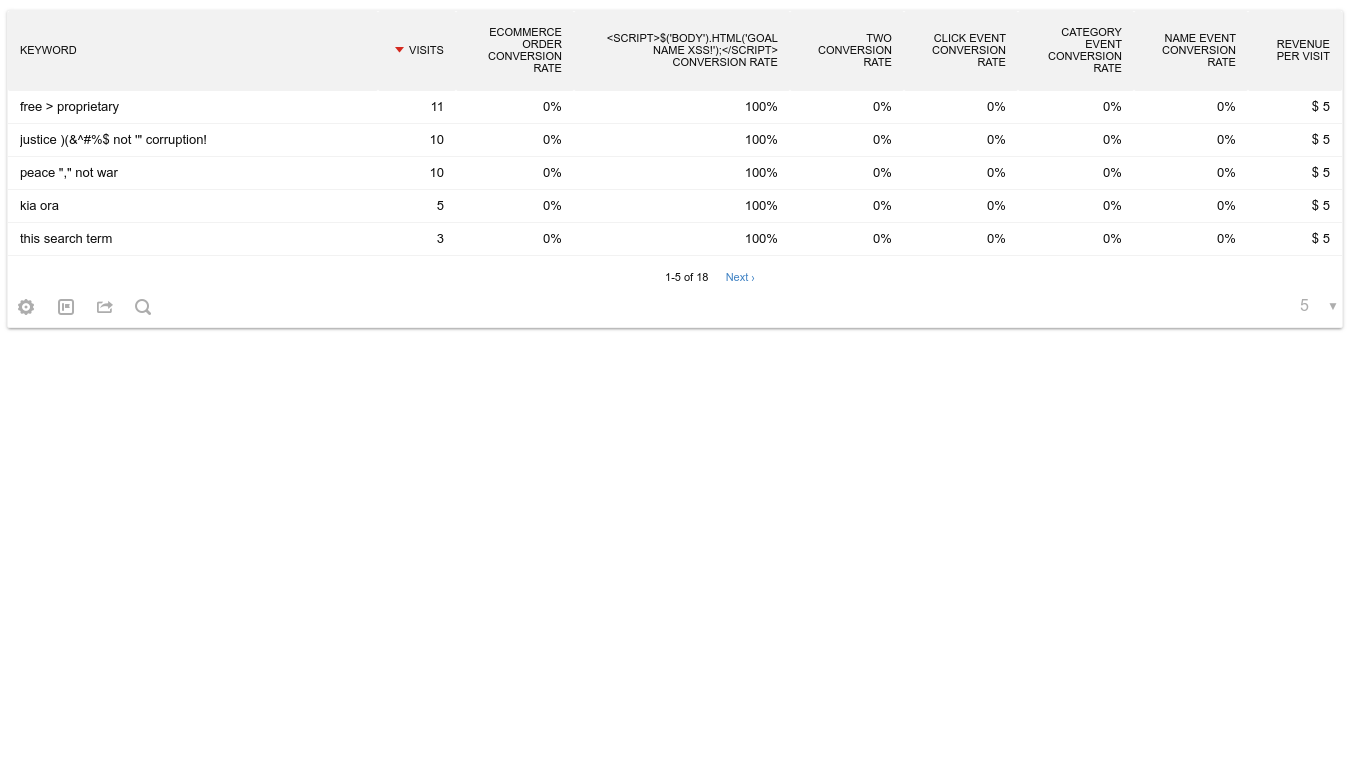 KEYWORD
VISITS
ECOMMERCE
ORDER
CONVERSION
RATE
<SCRIPT>$('BODY').HTML('GOAL
NAME XSS!');</SCRIPT>
CONVERSION RATE
TWO
CONVERSION
RATE
CLICK EVENT
CONVERSION
RATE
CATEGORY
EVENT
CONVERSION
RATE
NAME EVENT
CONVERSION
RATE
REVENUE
PER VISIT
free > proprietary 11 0% 100% 0% 0% 0% 0% $ 5
justice )(&^#%$ not '" corruption! 10 0% 100% 0% 0% 0% 0% $ 5
peace "," not war 10 0% 100% 0% 0% 0% 0% $ 5
kia ora 5 0% 100% 0% 0% 0% 0% $ 5
this search term 3 0% 100% 0% 0% 0% 0% $ 5
1-5 of 18 Next ›
5